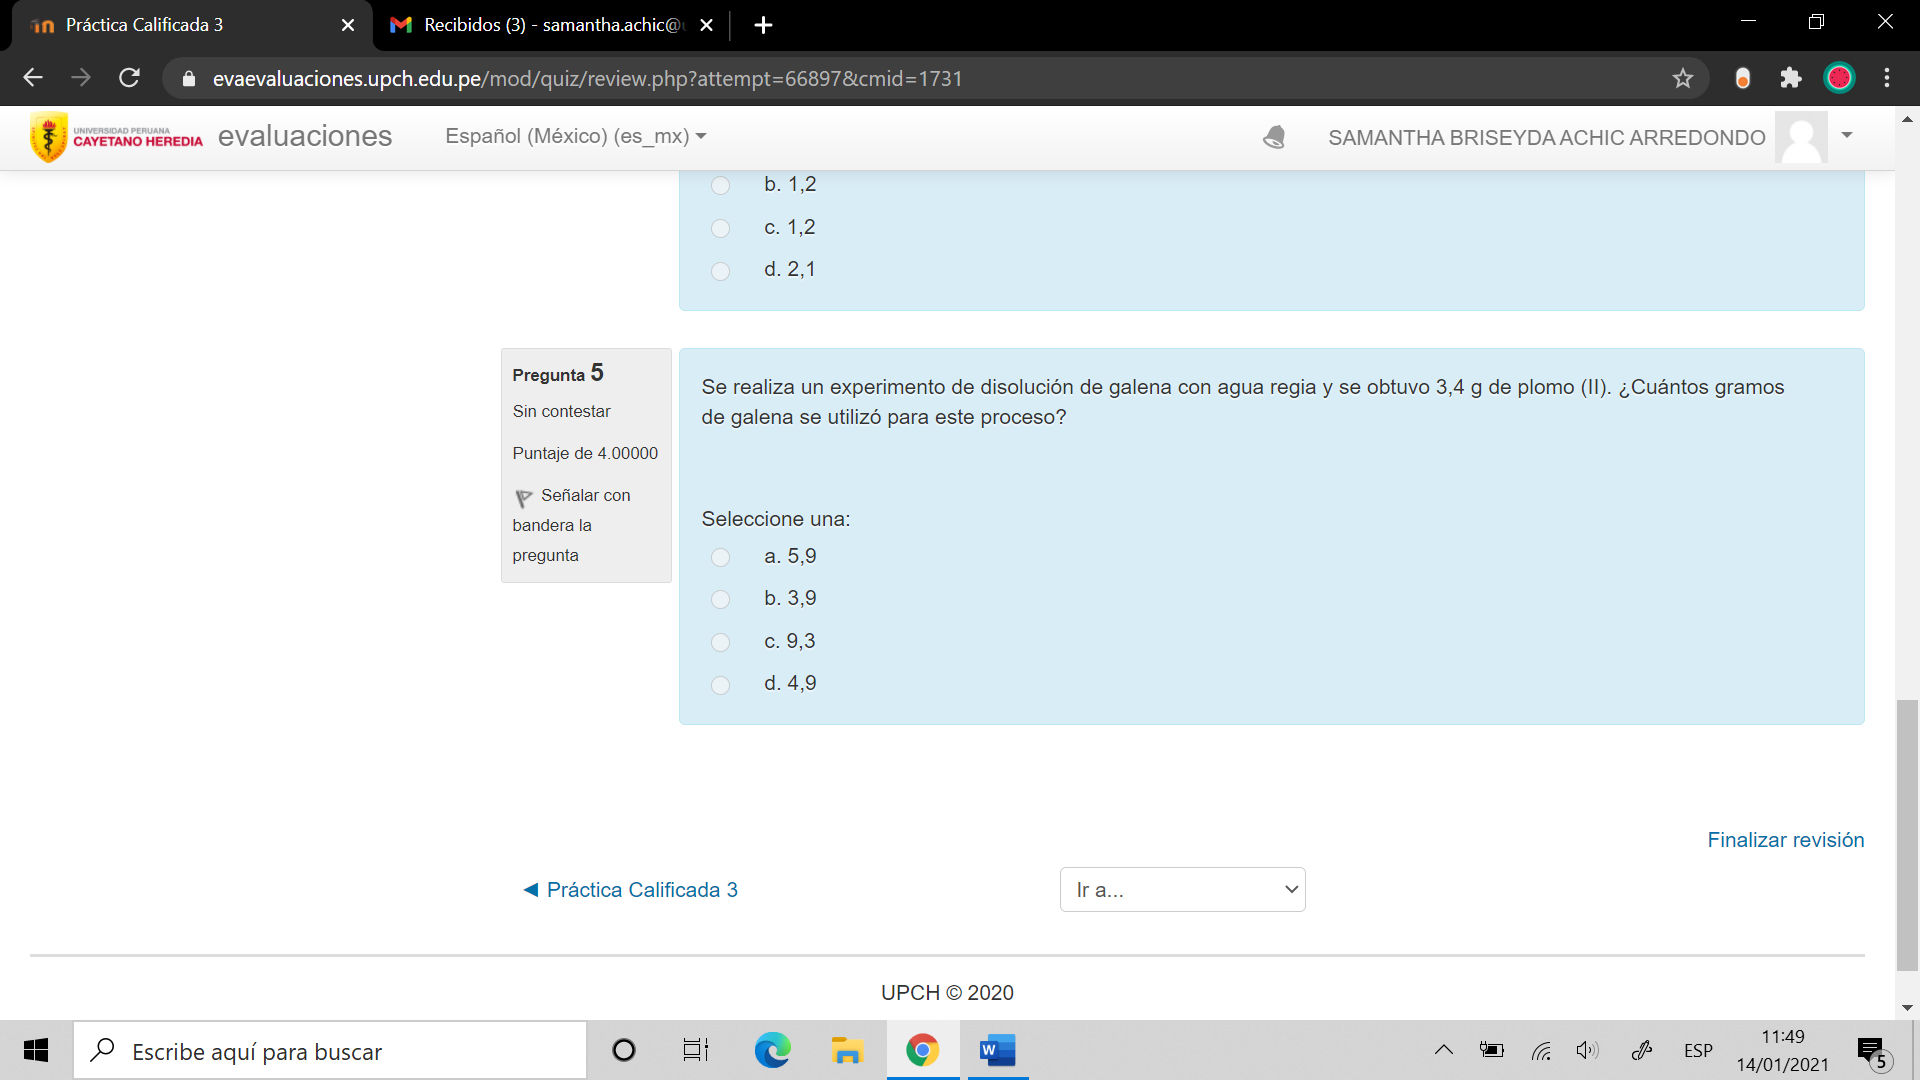 Práctica Calificada 3
Recibidos (3) - samantha.achic@
evaevaluaciones.upch.edu.pe/mod/quiz/review.php?attempt=66897&cmid=1731
UNIVERSIDAD PERUANA
CAYETANO HEREDIA
evaluaciones
Español (México) (es_mx)
SAMANTHA BRISEYDA ACHIC ARREDONDO
b. 1,2
c. 1,2
d. 2,1
Pregunta 5
Sin contestar
Puntaje de 4.00000
Señalar con
bandera la
pregunta
Se realiza un experimento de disolución de galena con agua regia y se obtuvo 3,4 g de plomo (II). ¿Cuántos gramos
de galena se utilizó para este proceso?
Seleccione una:
a. 5,9
b. 3,9
c. 9,3
d. 4,9
Finalizar revisión
◄ Práctica Calificada 3
Ir a...
UPCH © 2020
Escribe aquí para buscar
W
ESP
11:49
14/01/2021
5